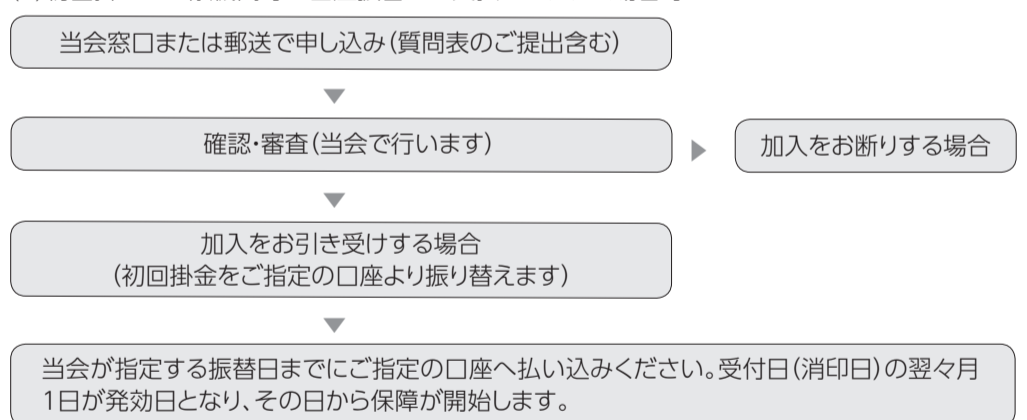 当会窓口または郵送で申し込み(質問表のご提出含む)
確認・審査(当会で行います)
加入をお断りする場合
加入をお引き受けする場合
(初回掛金をご指定の口座より振り替えます)
当会が指定する振替日までにご指定の口座へ払い込みください。受付日(消印日)の翌々月
1日が発効日となり、その日から保障が開始します。